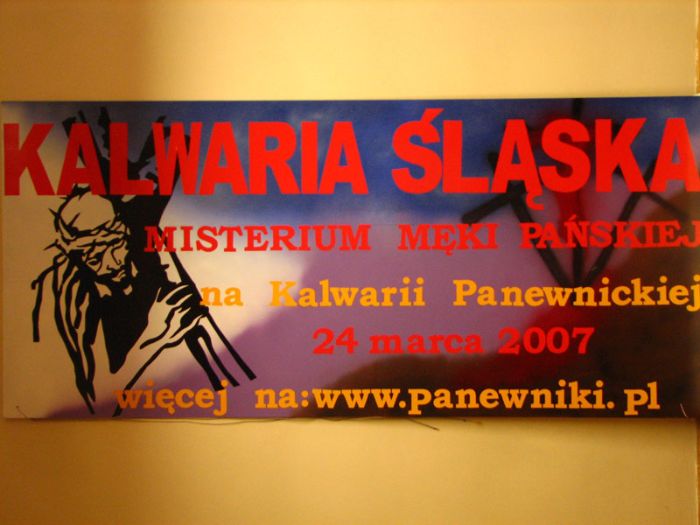 KALWARIA ŚLĄSKA
MISTERIUM MĘKI PAŃSKIEJ
na Kalwarii Panewnickiej
24 marca 2007
więcej na:www.panewniki.pl